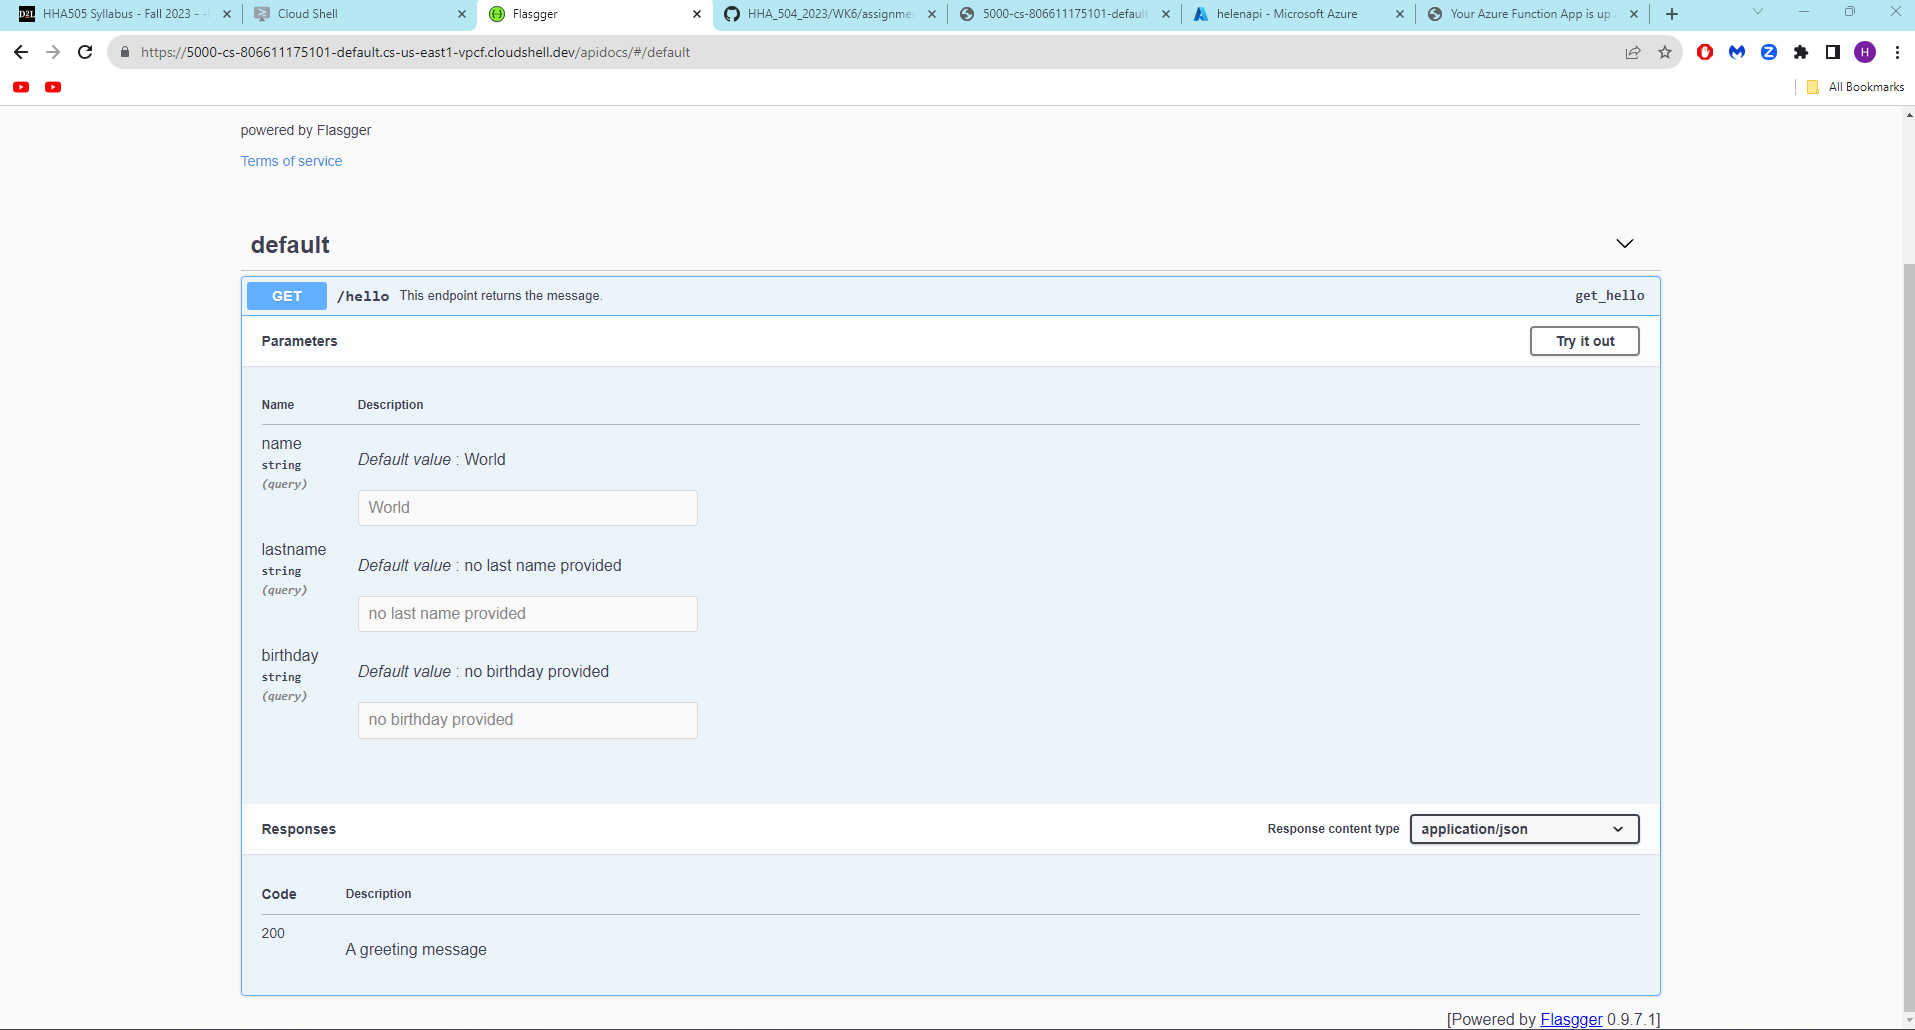 HHA505 Syllabus - Fall 2023 - -
Cloud Shell
Flasgger
HHA_504_2023/WK6/assignme
5000-cs-806611175101-default
helenapi - Microsoft Azure
Your Azure Function App is up
https://5000-cs-806611175101-default.cs-us-east1-vpcf.cloudshell.dev/apidocs/#/default
H
All Bookmarks
powered by Flasgger
Terms of service
default
GET /hello This endpoint returns the message. get_hello
Parameters Try it out
Name Description
name
string
(query)
Default value : World
World
lastname
string
(query)
Default value : no last name provided
no last name provided
birthday
string
(query)
Default value : no birthday provided
no birthday provided
Responses Response content type application/json
Code Description
200
A greeting message
[Powered by Flasgger 0.9.7.1]